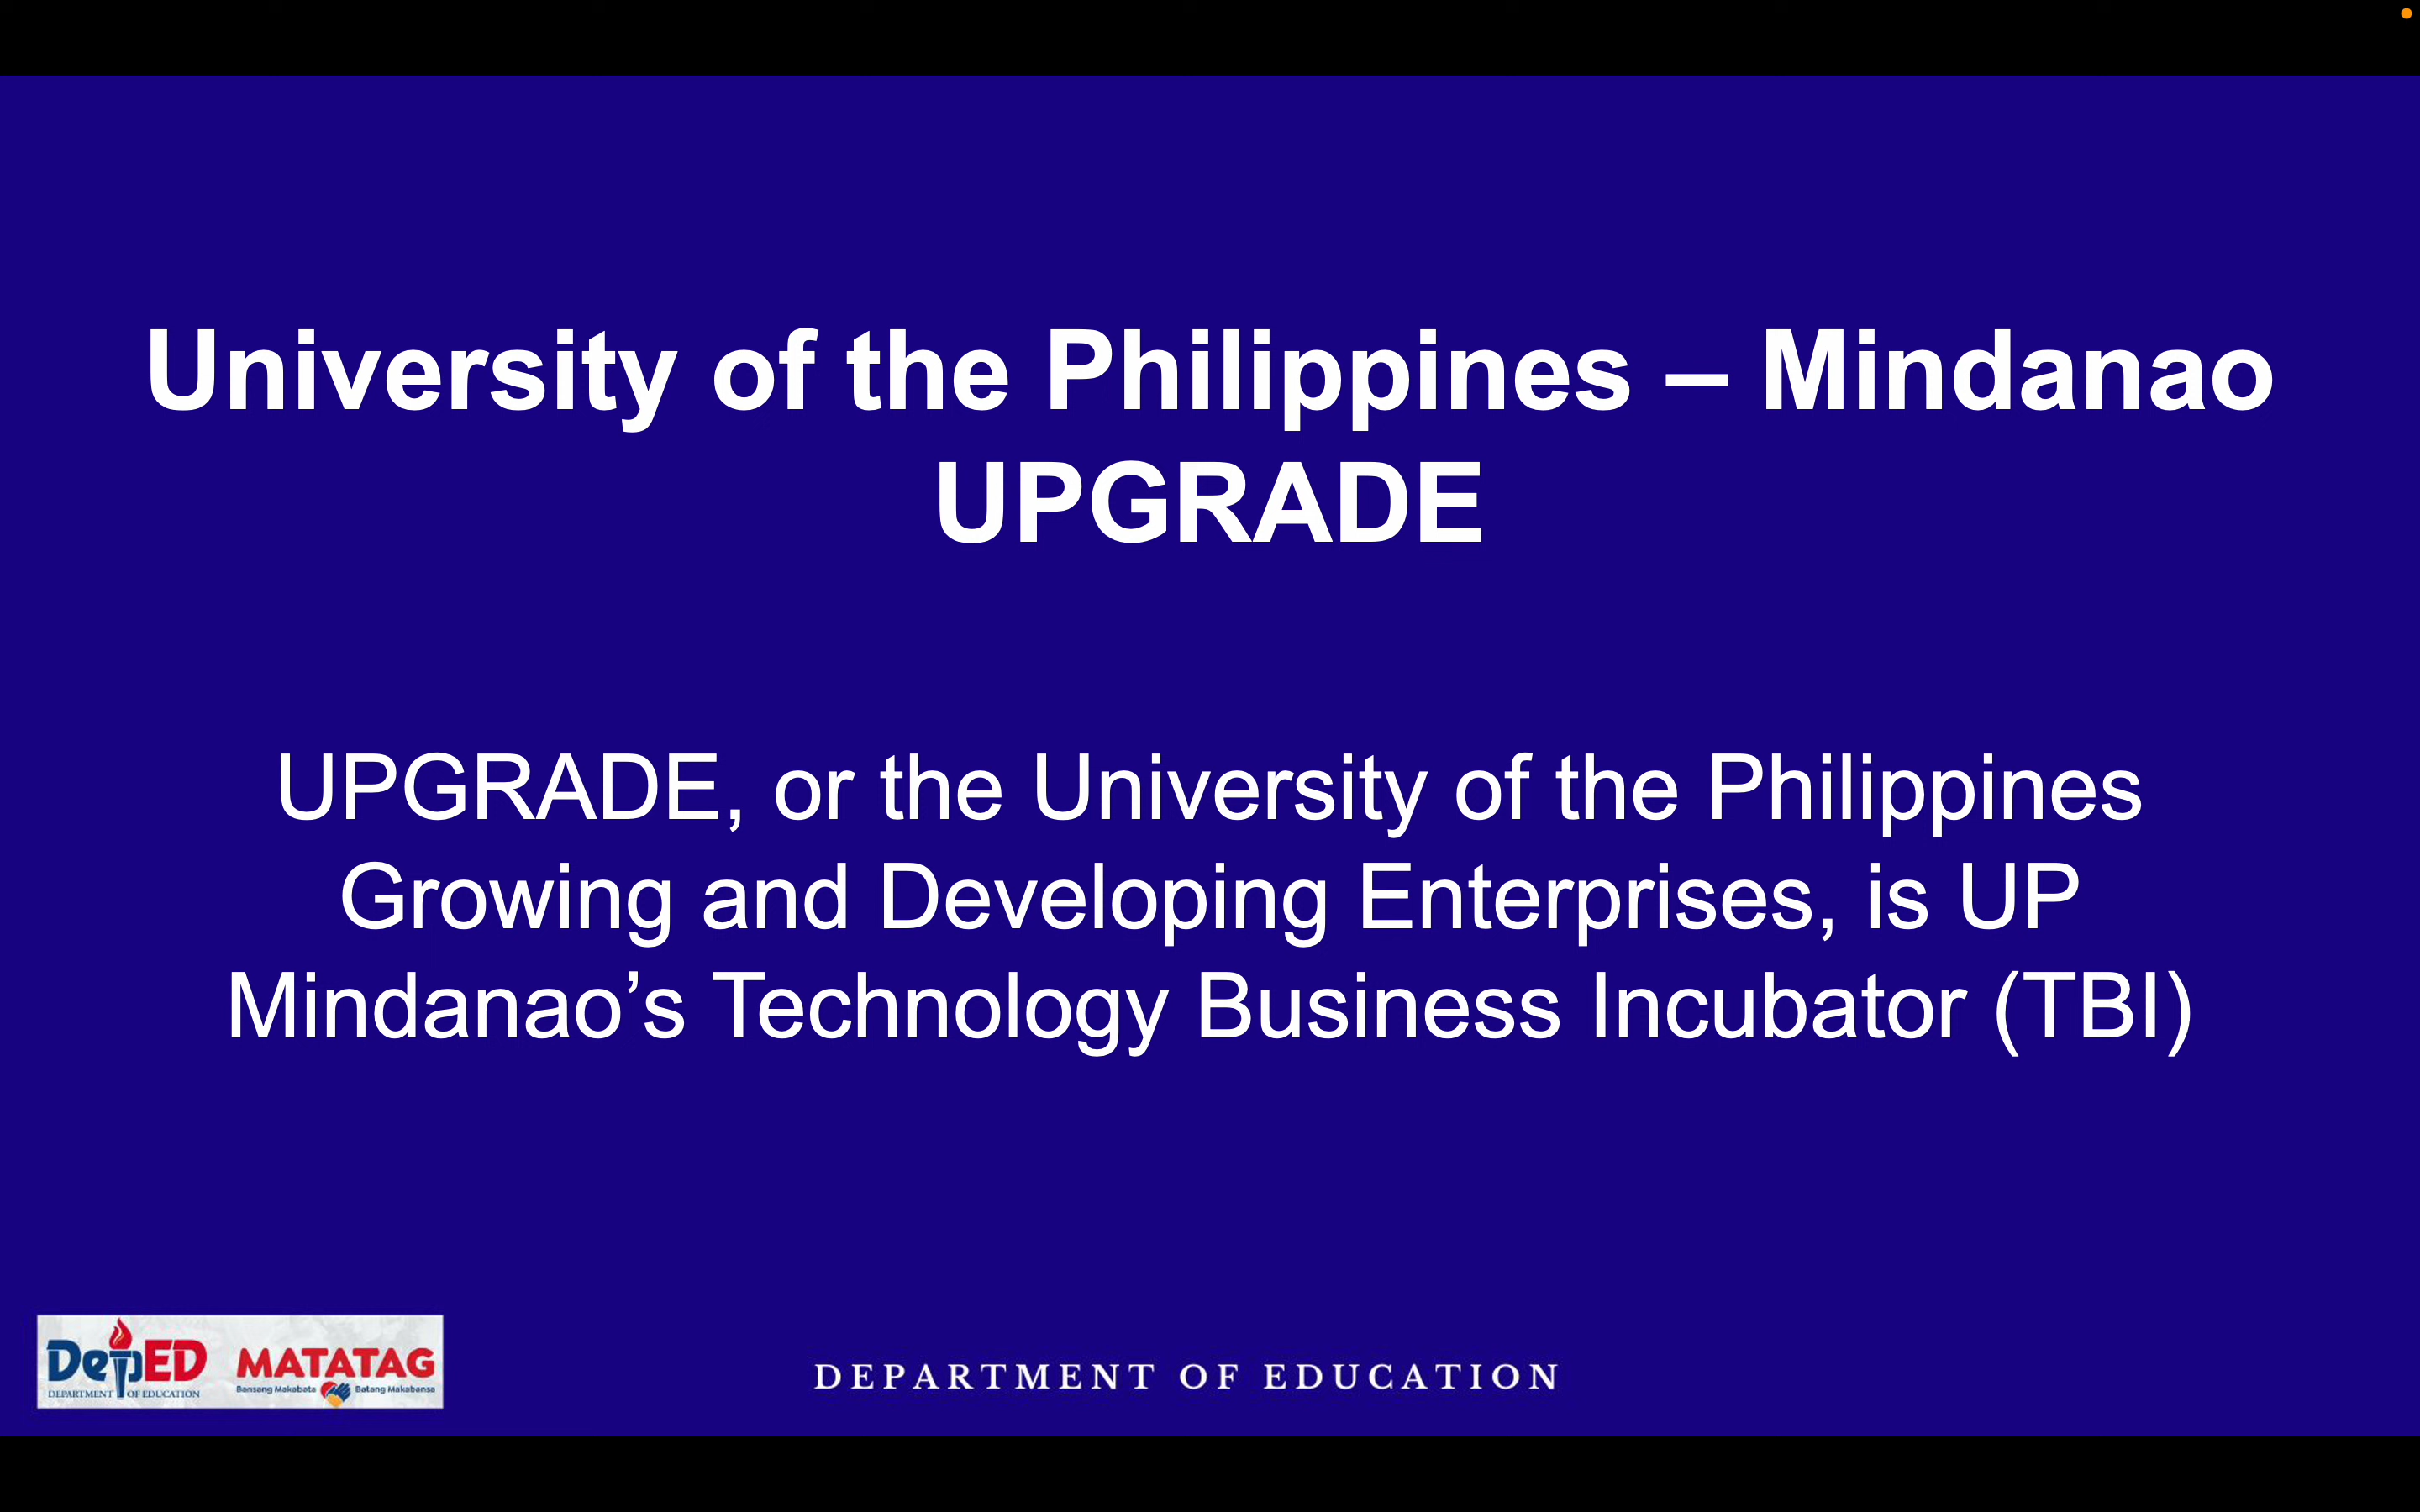 University of the Philippines – Mindanao
UPGRADE
UPGRADE, or the University of the Philippines
Growing and Developing Enterprises, is UP
Mindanao’s Technology Business Incubator (TBI)
DepED MATATAG
DEPARTMENT OF EDUCATION Bansang Makabata Batang Makabansa
DEPARTMENT OF EDUCATION